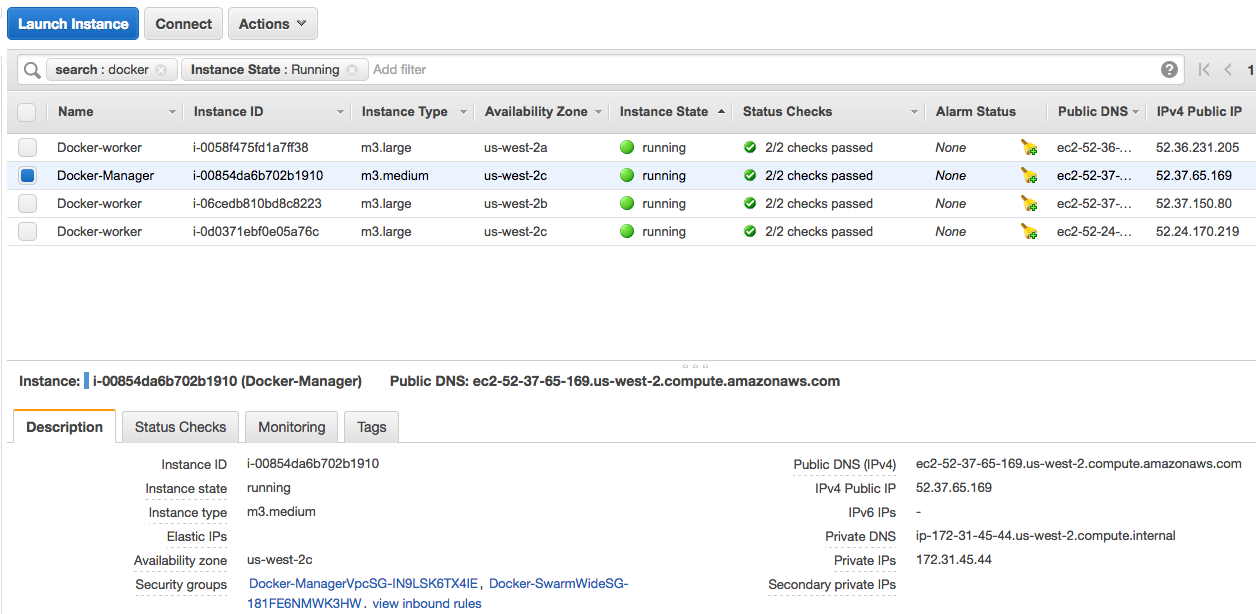 Launch Instance Connect Actions
search : docker Instance State : Running Add filter 1
Name Instance ID Instance Type Availability Zone Instance State Status Checks Alarm Status Public DNS IPv4 Public IP
Docker-worker i-0058f475fd1a7ff38 m3.large us-west-2a running 2/2 checks passed None ec2-52-36-... 52.36.231.205
Docker-Manager i-00854da6b702b1910 m3.medium us-west-2c running 2/2 checks passed None ec2-52-37-... 52.37.65.169
Docker-worker i-06cedb810bd8c8223 m3.large us-west-2b running 2/2 checks passed None ec2-52-37-... 52.37.150.80
Docker-worker i-0d0371ebf0e05a76c m3.large us-west-2c running 2/2 checks passed None ec2-52-24-... 52.24.170.219
Instance: i-00854da6b702b1910 (Docker-Manager) Public DNS: ec2-52-37-65-169.us-west-2.compute.amazonaws.com
Description Status Checks Monitoring Tags
Instance ID i-00854da6b702b1910 Public DNS (IPv4) ec2-52-37-65-169.us-west-2.compute.amazonaws.com
Instance state running IPv4 Public IP 52.37.65.169
Instance type m3.medium IPv6 IPs -
Elastic IPs Private DNS ip-172-31-45-44.us-west-2.compute.internal
Availability zone us-west-2c Private IPs 172.31.45.44
Security groups Docker-ManagerVpcSG-IN9LSK6TX4IE, Docker-SwarmWideSG- Secondary private IPs
181FE6NMWK3HW. view inbound rules